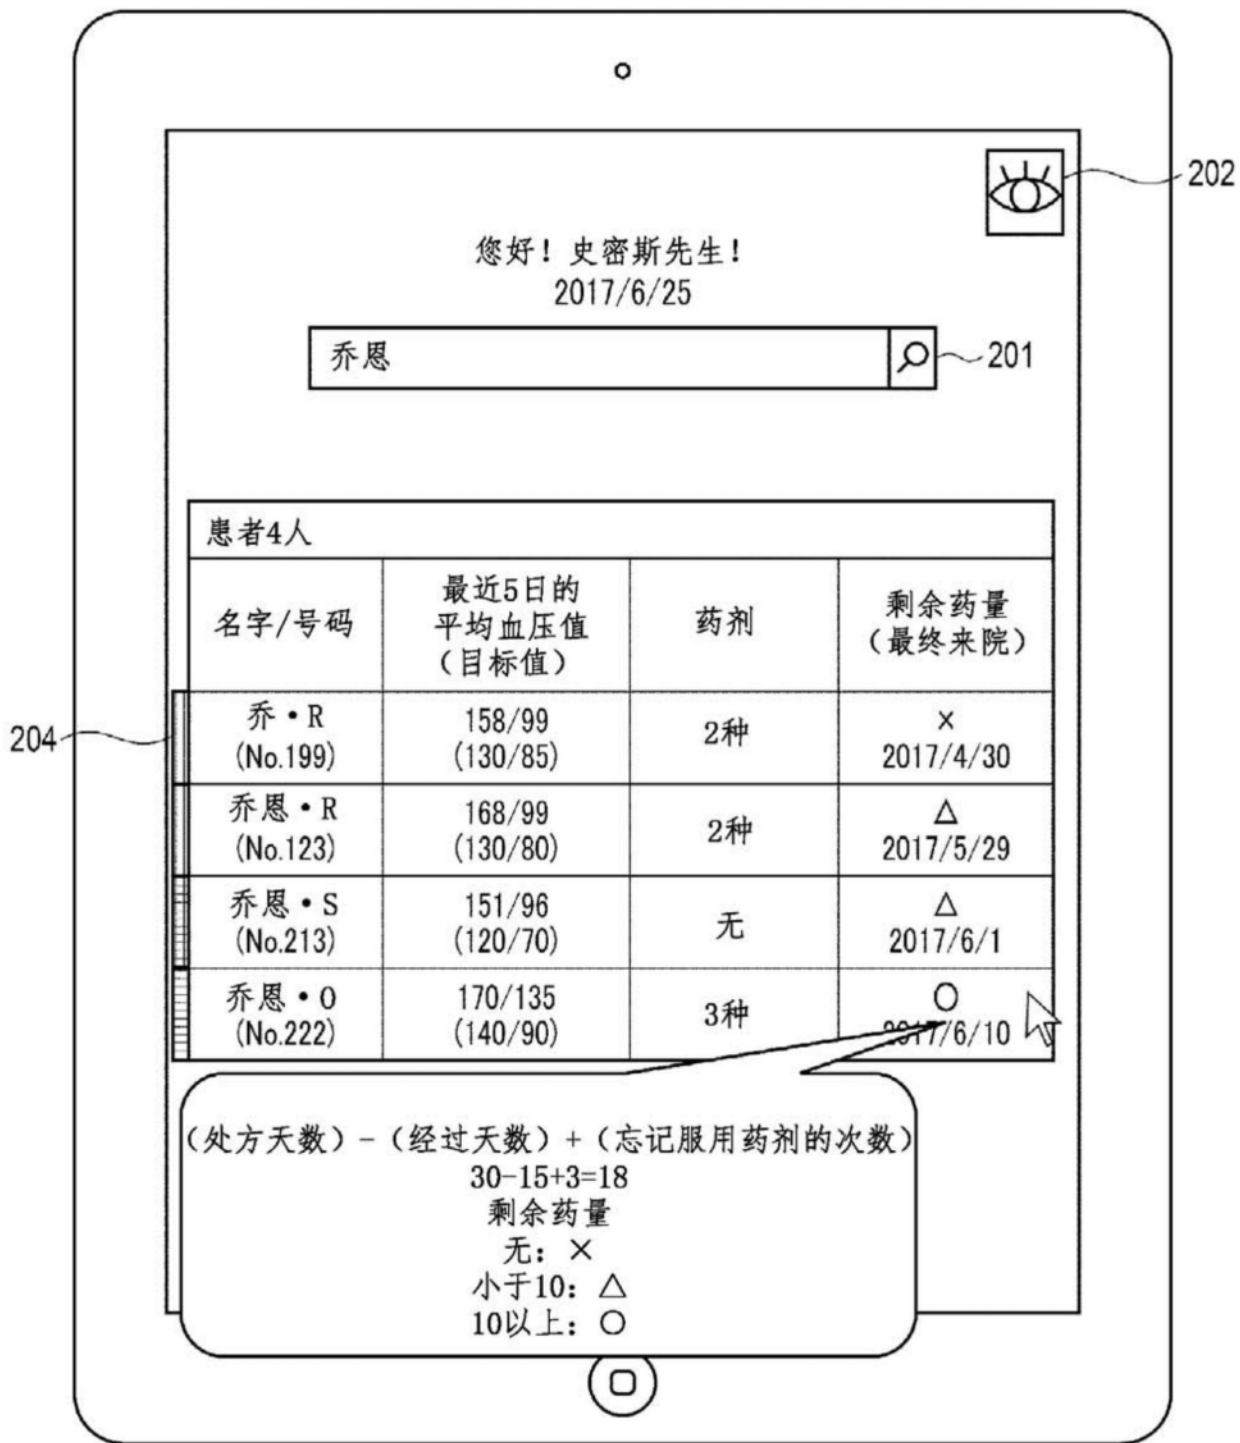 202
您好！史密斯先生！
2017/6/25
乔恩
201
患者4人
名字/号码
最近5日的
平均血压值
（目标值）
药剂
剩余药量
（最终来院）
204
乔·R
(No.199)
158/99
(130/85)
2种
×
2017/4/30
乔恩·R
(No.123)
168/99
(130/80)
2种
△
2017/5/29
乔恩·S
(No.213)
151/96
(120/70)
无
△
2017/6/1
乔恩·O
(No.222)
170/135
(140/90)
3种
○
2017/6/10
（处方天数）-（经过天数）+（忘记服用药剂的次数）
30-15+3=18
剩余药量
无：×
小于10：△
10以上：○